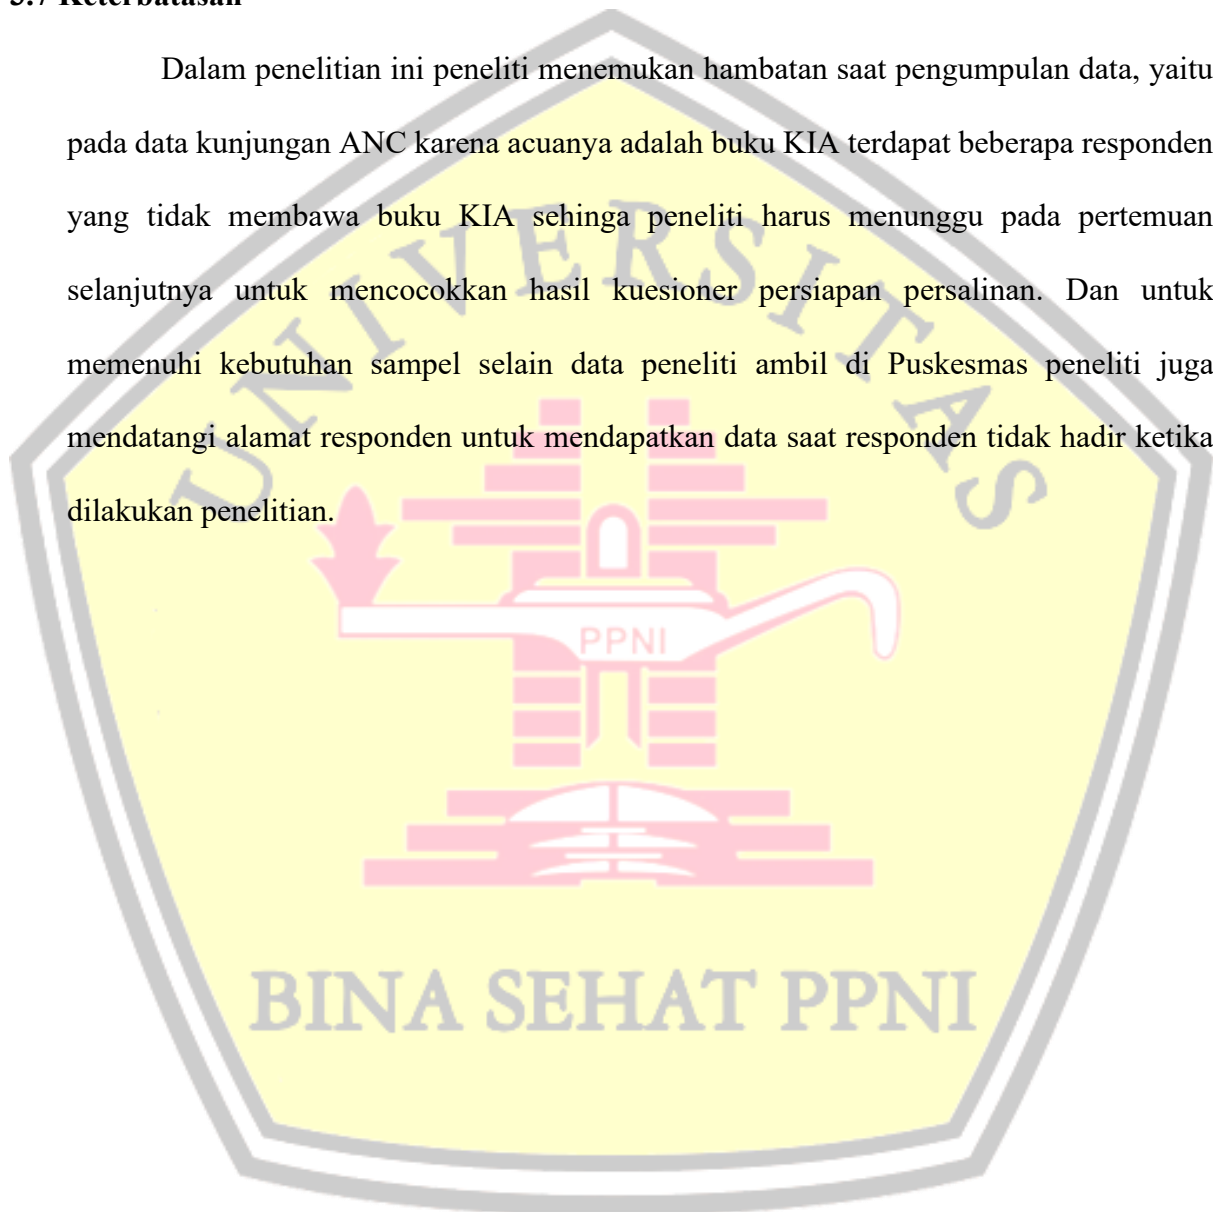 3.7 Keterbatasan
Dalam penelitian ini peneliti menemukan hambatan saat pengumpulan data, yaitu
pada data kunjungan ANC karena acuanya adalah buku KIA terdapat beberapa responden
yang tidak membawa buku KIA sehinga peneliti harus menunggu pada pertemuan
selanjutnya untuk mencocokkan hasil kuesioner persiapan persalinan. Dan untuk
memenuhi kebutuhan sampel selain data peneliti ambil di Puskesmas peneliti juga
mendatangi alamat responden untuk mendapatkan data saat responden tidak hadir ketika
dilakukan penelitian.
UNIVERSITAS
PPNI
BINA SEHAT PPNI